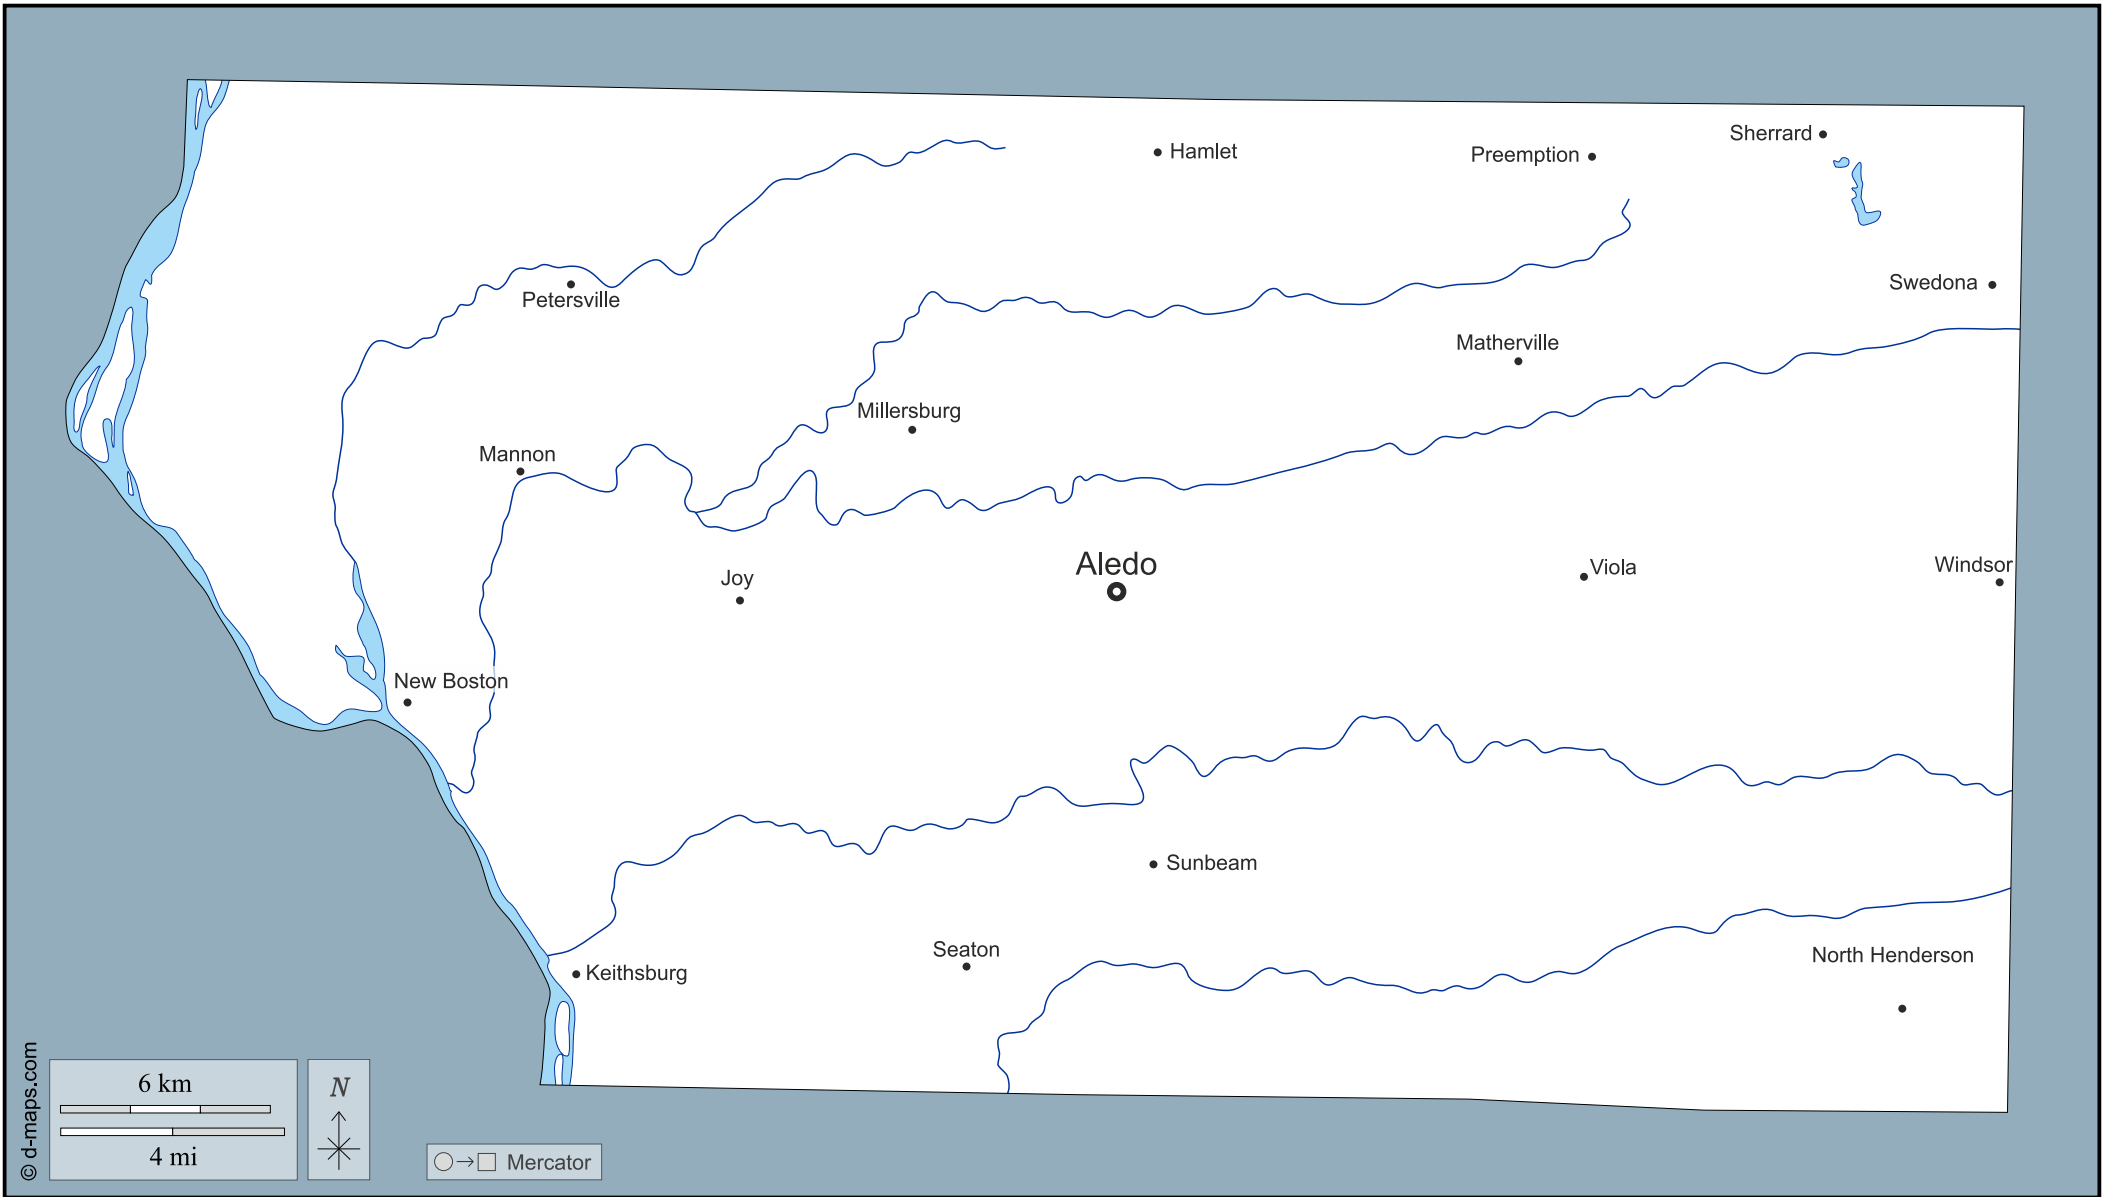 Sherrard
Hamlet
Preemption
Swedona
Petersville
Matherville
Millersburg
Mannon
Aledo
Viola
Windsor
Joy
New Boston
Sunbeam
Seaton
North Henderson
Keithsburg
© d-maps.com
6 km
4 mi
N
Mercator